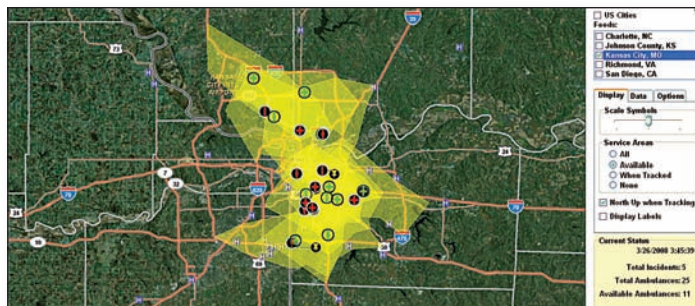 US Cities
Feeds:
Charlotte, NC
Johnson County, KS
Kansas City, MO
Richmond, VA
San Diego, CA
Display Data Options
Scale Symbols
Service Areas
All
Available
When Tracked
None
North Up when Tracking
Display Labels
Current Status
3/26/2008 3:45:39
Total Incidents: 5
Total Ambulances: 25
Available Ambulances: 11